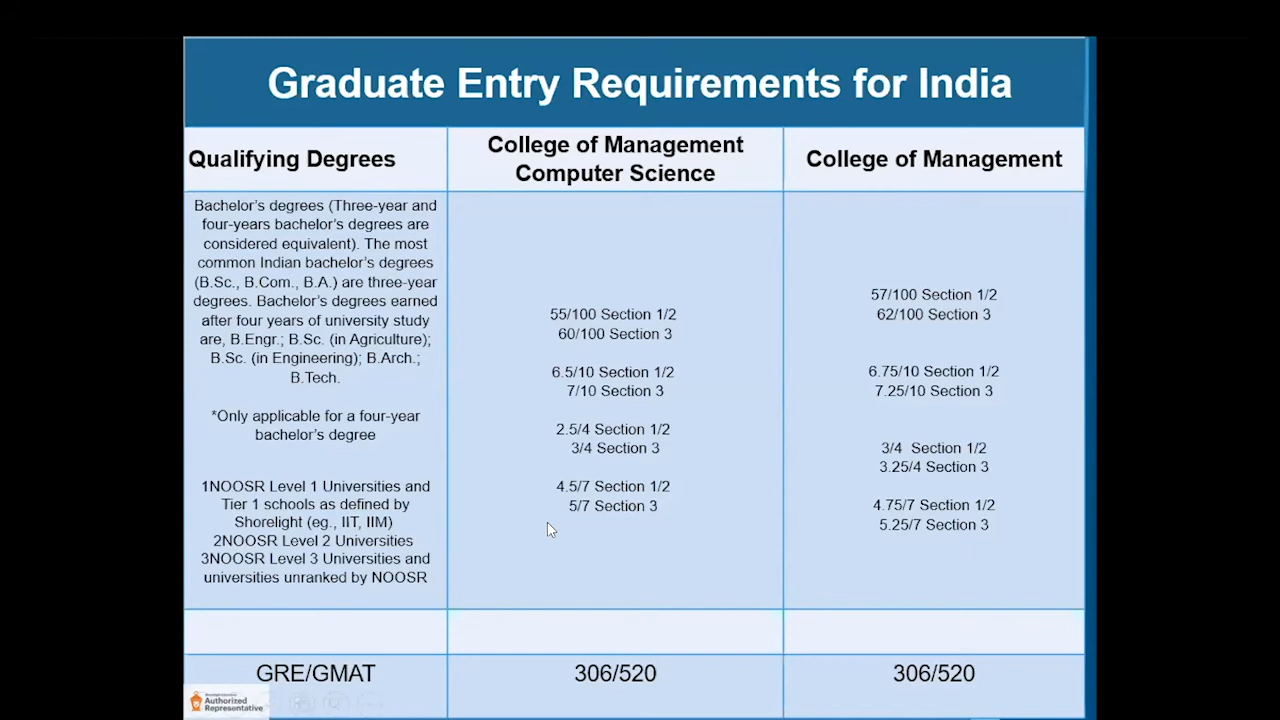 Graduate Entry Requirements for India
Qualifying Degrees
College of Management
Computer Science
College of Management
Bachelor's degrees (Three-year and
four-years bachelor's degrees are
considered equivalent). The most
common Indian bachelor's degrees
(B.Sc., B.Com., B.A.) are three-year
degrees. Bachelor's degrees earned
after four years of university study
are, B.Engr.; B.Sc. (in Agriculture);
B.Sc. (in Engineering); B.Arch.;
B.Tech.
*Only applicable for a four-year
bachelor's degree
1NOOSR Level 1 Universities and
Tier 1 schools as defined by
Shorelight (eg., IIT, IIM)
2NOOSR Level 2 Universities
3NOOSR Level 3 Universities and
universities unranked by NOOSR
55/100 Section 1/2
60/100 Section 3
6.5/10 Section 1/2
7/10 Section 3
2.5/4 Section 1/2
3/4 Section 3
4.5/7 Section 1/2
5/7 Section 3
57/100 Section 1/2
62/100 Section 3
6.75/10 Section 1/2
7.25/10 Section 3
3/4 Section 1/2
3.25/4 Section 3
4.75/7 Section 1/2
5.25/7 Section 3
GRE/GMAT
306/520
306/520
Authorized
Representative